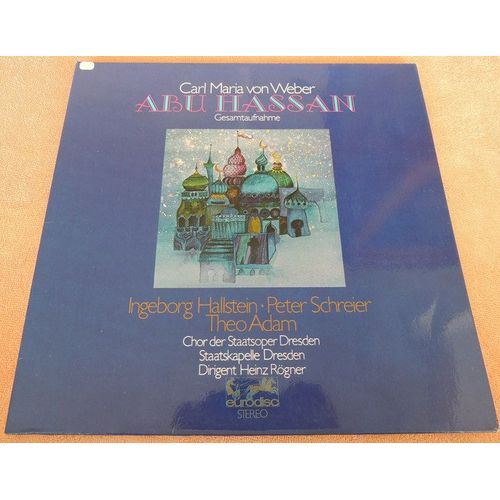 Carl Maria von Weber
ABU HASSAN
Gesamtaufnahme
Ingeborg Hallstein · Peter Schreier
Theo Adam
Chor der Staatsoper Dresden
Staatskapelle Dresden
Dirigent Heinz Rögner
eurodisc
STEREO